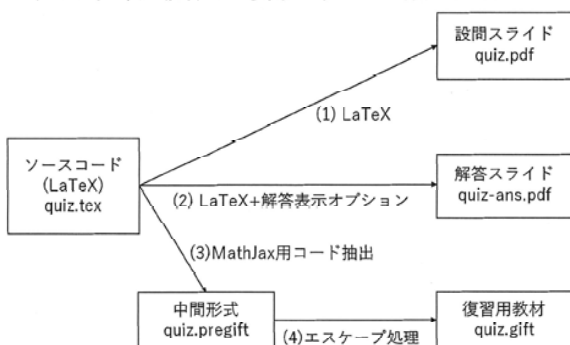 設問スライド
quiz.pdf
(1) LaTeX
ソースコード
(LaTeX)
quiz.tex
解答スライド
quiz-ans.pdf
(2) LaTeX+解答表示オプション
(3)MathJax用コード抽出
中間形式
quiz.pregift
(4)エスケープ処理
復習用教材
quiz.gift